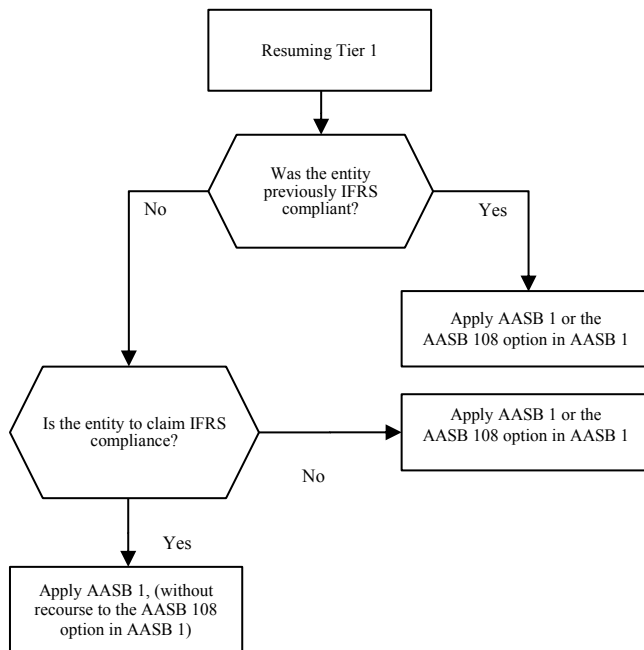 Resuming Tier 1
Was the entity
previously IFRS
compliant?
No
Yes
Apply AASB 1 or the
AASB 108 option in AASB 1
Is the entity to claim IFRS
compliance?
Apply AASB 1 or the
AASB 108 option in AASB 1
No
Yes
Apply AASB 1, (without
recourse to the AASB 108
option in AASB 1)